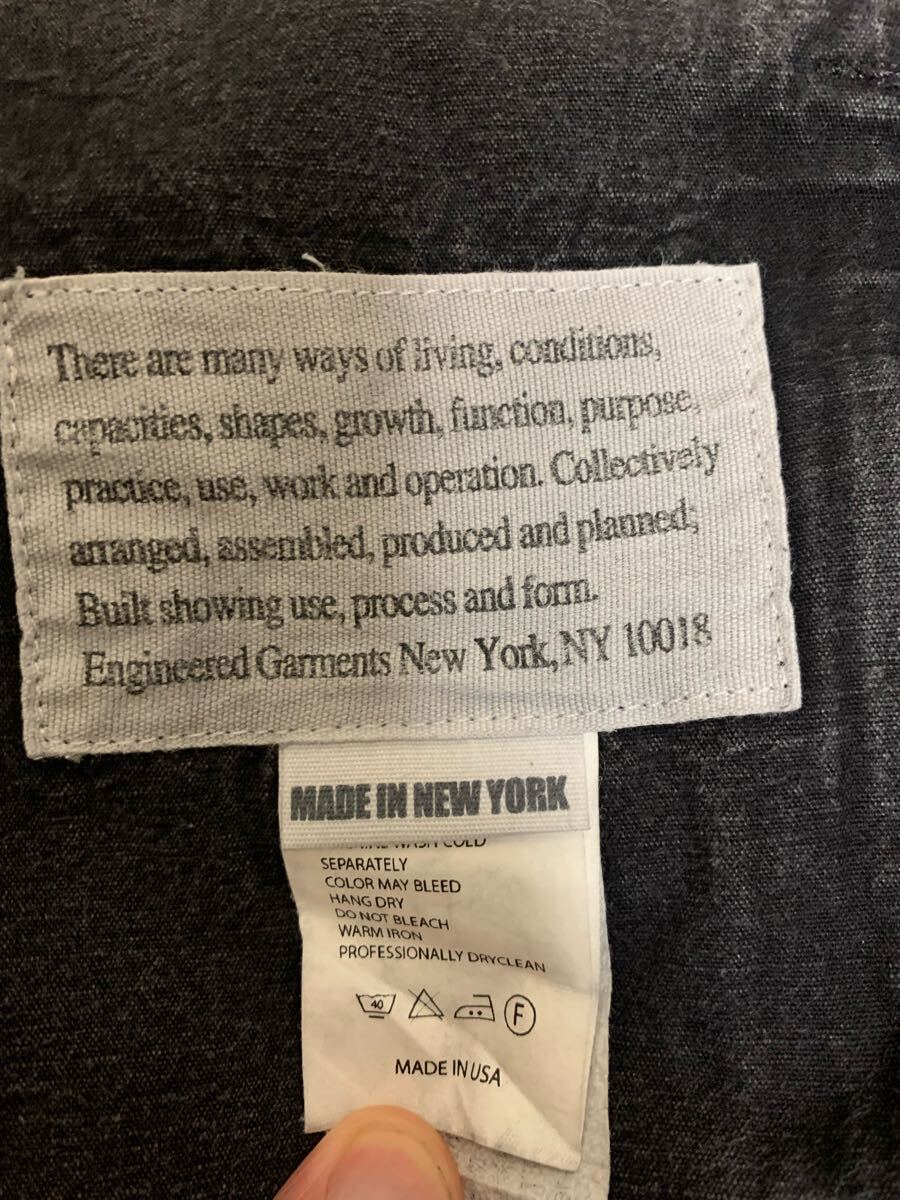 There are many ways of living, conditions,
capacities, shapes, growth, function, purpose,
practice, use, work and operation. Collectively
arranged, assembled, produced and planned;
Built showing use, process and form.
Engineered Garments New York, NY 10018
MADE IN NEW YORK
WASH COLD
SEPARATELY
COLOR MAY BLEED
HANG DRY
DO NOT BLEACH
WARM IRON
PROFESSIONALLY DRYCLEAN
40 F
MADE IN USA